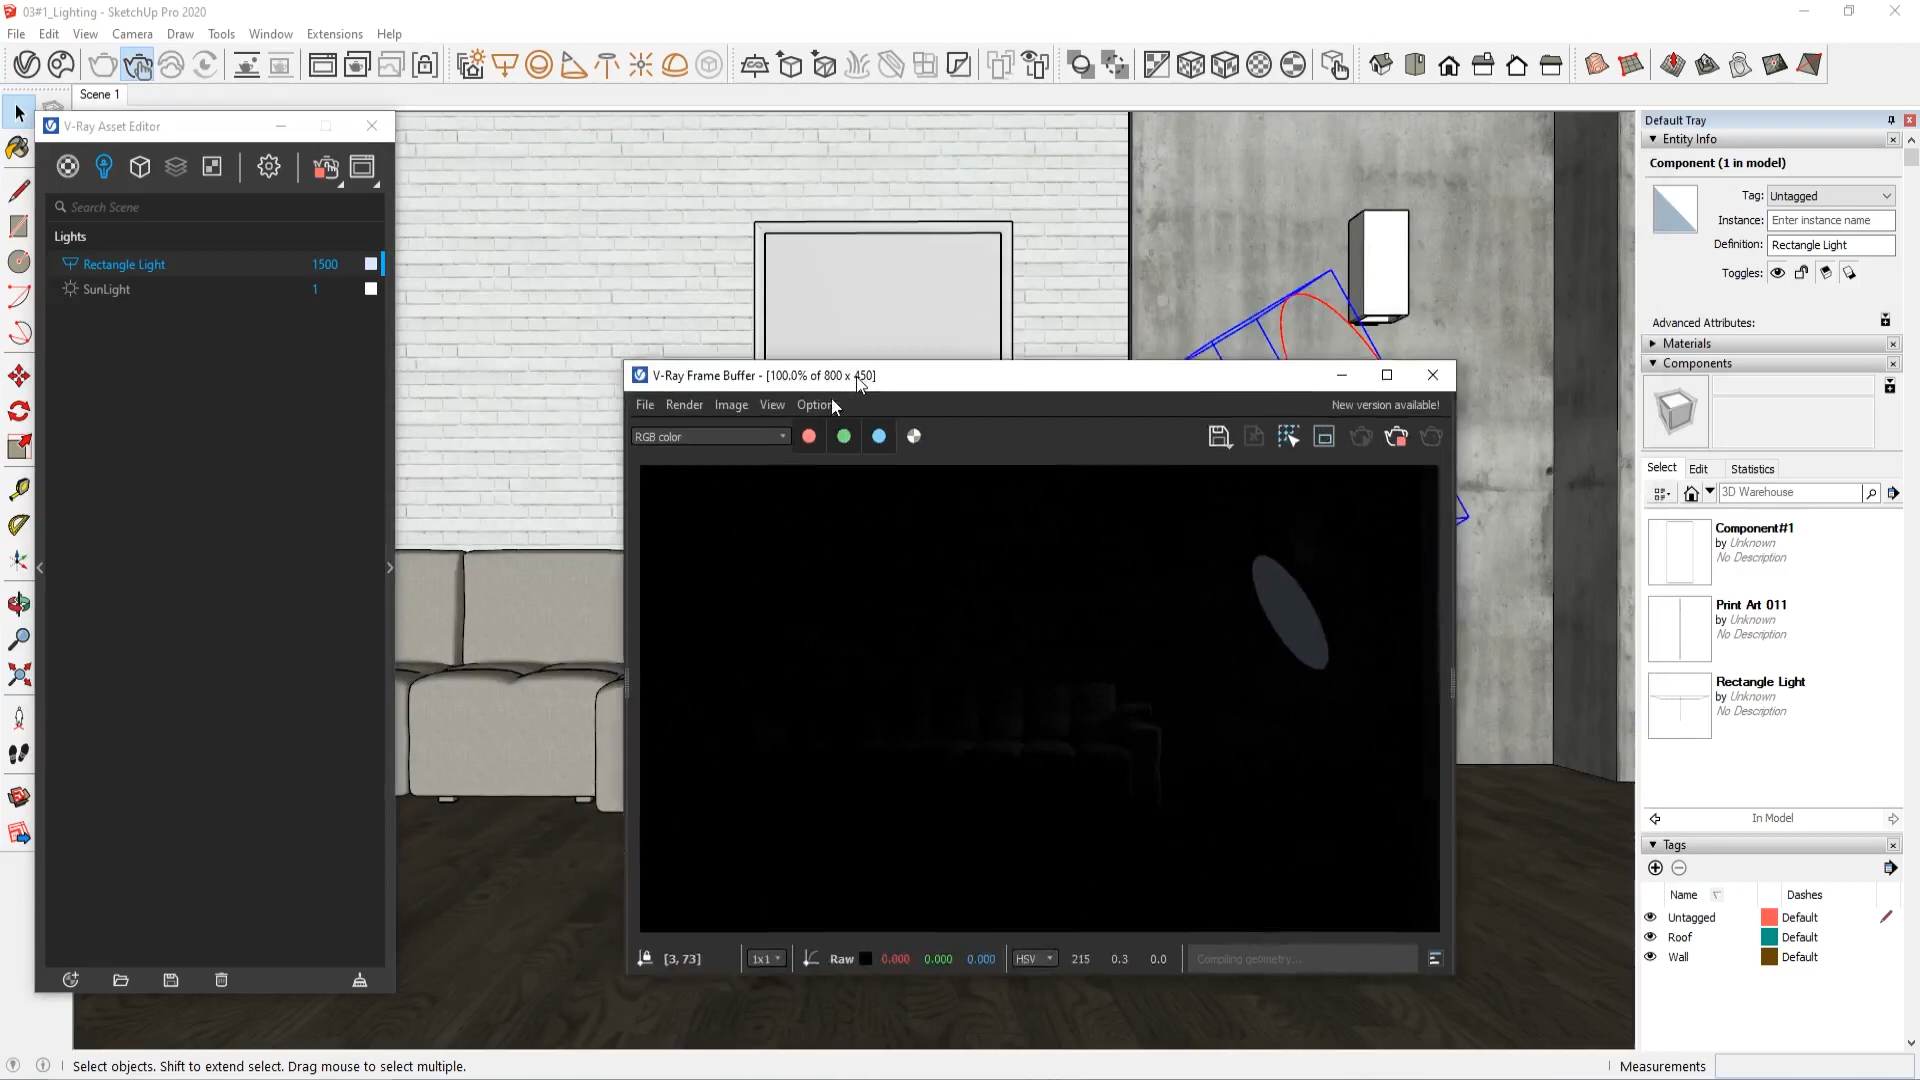 03#1_Lighting - SketchUp Pro 2020
File Edit View Camera Draw Tools Window Extensions Help
Scene 1
V-Ray Asset Editor
Search Scene
Lights
Rectangle Light 1500
SunLight 1
V-Ray Frame Buffer - [100.0% of 800 x 450]
File Render Image View Option
New version available!
RGB color
[3, 73]
1x1
Raw 0.000 0.000 0.000
HSV 215 0.3 0.0
Compiling geometry...
Default Tray
Entity Info
Component (1 in model)
Tag: Untagged
Instance: Enter instance name
Definition: Rectangle Light
Toggles:
Advanced Attributes:
Materials
Components
Select Edit Statistics
3D Warehouse
Component#1
by Unknown
No Description
Print Art 011
by Unknown
No Description
Rectangle Light
by Unknown
No Description
In Model
Tags
Name Dashes
Untagged Default
Roof Default
Wall Default
Select objects. Shift to extend select. Drag mouse to select multiple.
Measurements